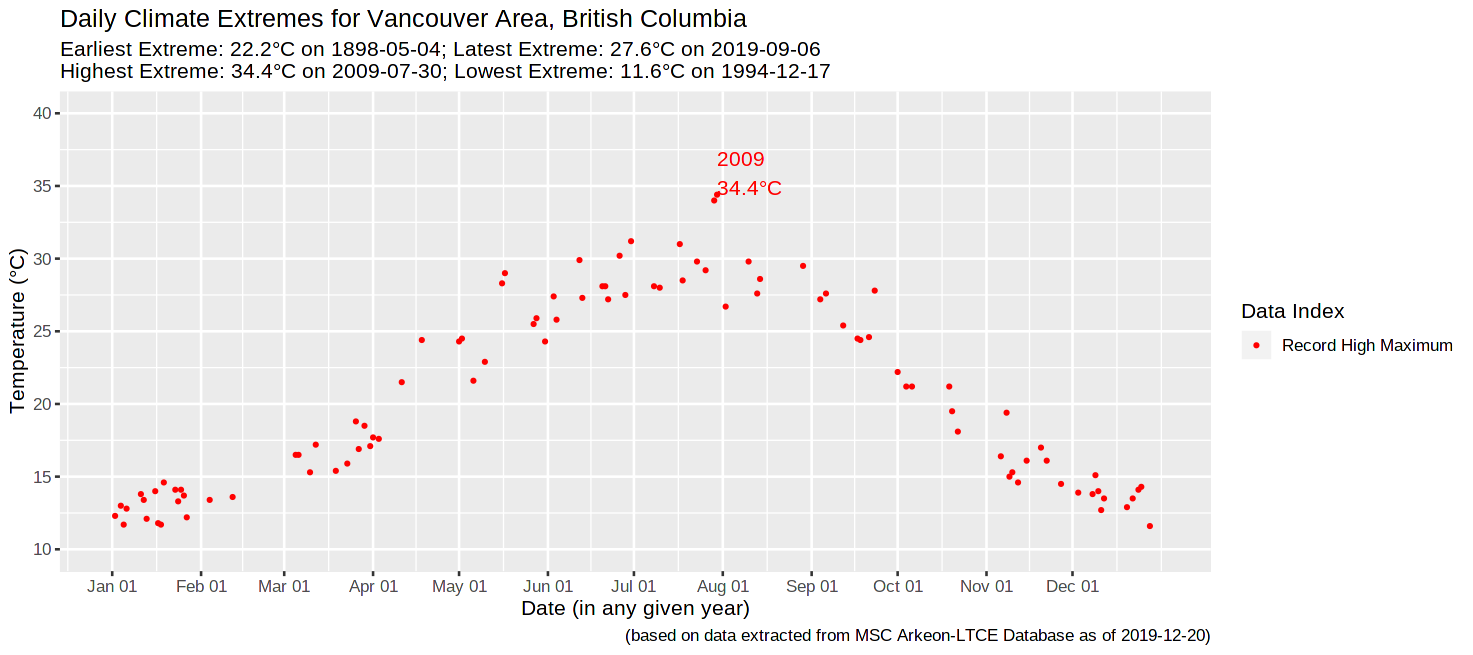 Daily Climate Extremes for Vancouver Area, British Columbia
Earliest Extreme: 22.2°C on 1898-05-04; Latest Extreme: 27.6°C on 2019-09-06
Highest Extreme: 34.4°C on 2009-07-30; Lowest Extreme: 11.6°C on 1994-12-17
40
35
30
25
20
15
10
Temperature (°C)
2009
34.4°C
Jan 01 Feb 01 Mar 01 Apr 01 May 01 Jun 01 Jul 01 Aug 01 Sep 01 Oct 01 Nov 01 Dec 01
Date (in any given year)
(based on data extracted from MSC Arkeon-LTCE Database as of 2019-12-20)
Data Index
Record High Maximum